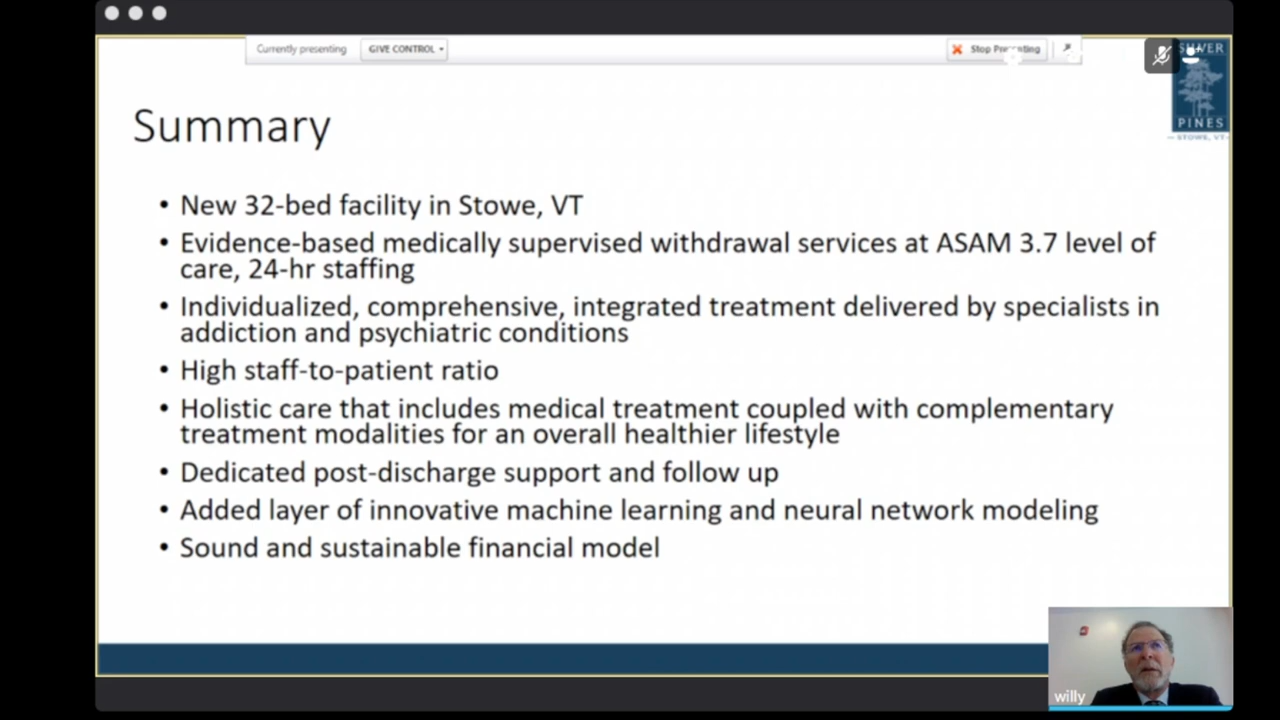 Currently presenting
GIVE CONTROL
Stop Presenting
SILVER
PINES
STOWE, VT
Summary
• New 32-bed facility in Stowe, VT
• Evidence-based medically supervised withdrawal services at ASAM 3.7 level of
care, 24-hr staffing
• Individualized, comprehensive, integrated treatment delivered by specialists in
addiction and psychiatric conditions
• High staff-to-patient ratio
• Holistic care that includes medical treatment coupled with complementary
treatment modalities for an overall healthier lifestyle
• Dedicated post-discharge support and follow up
• Added layer of innovative machine learning and neural network modeling
• Sound and sustainable financial model
willy